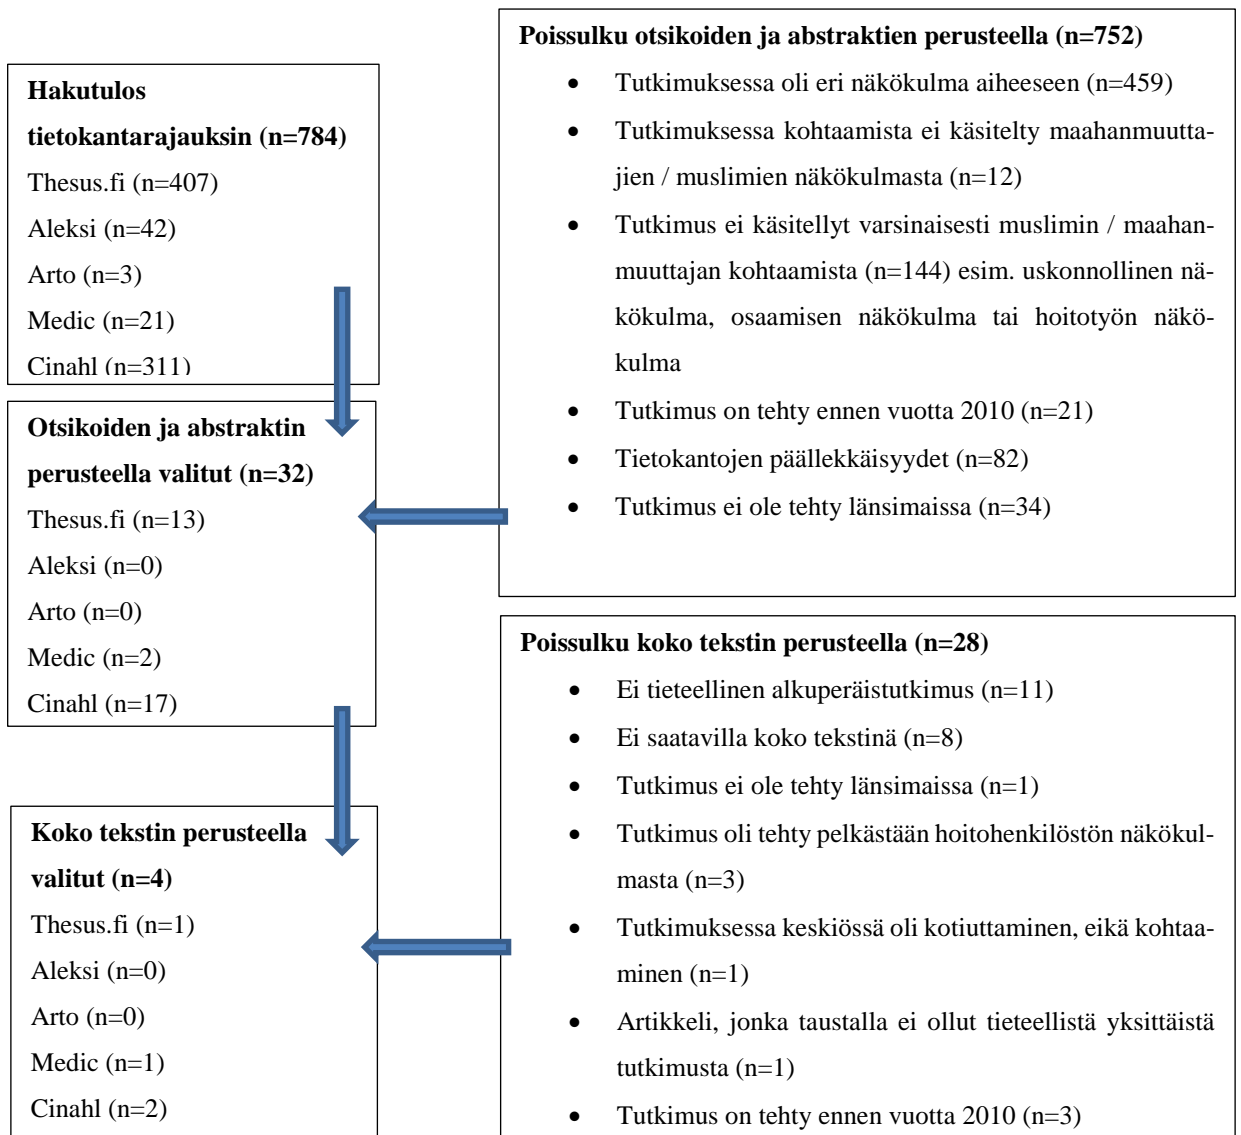 Hakutulos
tietokantarajauksin (n=784)
Thesus.fi (n=407)
Aleksi (n=42)
Arto (n=3)
Medic (n=21)
Cinahl (n=311)
Poissulku otsikoiden ja abstraktien perusteella (n=752)
• Tutkimuksessa oli eri näkökulma aiheeseen (n=459)
• Tutkimuksessa kohtaamista ei käsitelty maahanmuutta-
jien / muslimien näkökulmasta (n=12)
• Tutkimus ei käsitellyt varsinaisesti muslimin / maahan-
muuttajan kohtaamista (n=144) esim. uskonnollinen nä-
kökulma, osaamisen näkökulma tai hoitotyön näkö-
kulma
• Tutkimus on tehty ennen vuotta 2010 (n=21)
• Tietokantojen päällekkäisyydet (n=82)
• Tutkimus ei ole tehty länsimaissa (n=34)
Otsikoiden ja abstraktin
perusteella valitut (n=32)
Thesus.fi (n=13)
Aleksi (n=0)
Arto (n=0)
Medic (n=2)
Cinahl (n=17)
Poissulku koko tekstin perusteella (n=28)
• Ei tieteellinen alkuperäistutkimus (n=11)
• Ei saatavilla koko tekstinä (n=8)
• Tutkimus ei ole tehty länsimaissa (n=1)
• Tutkimus oli tehty pelkästään hoitohenkilöstön näkökul-
masta (n=3)
• Tutkimuksessa keskiössä oli kotiuttaminen, eikä kohtaa-
minen (n=1)
• Artikkeli, jonka taustalla ei ollut tieteellistä yksittäistä
tutkimusta (n=1)
• Tutkimus on tehty ennen vuotta 2010 (n=3)
Koko tekstin perusteella
valitut (n=4)
Thesus.fi (n=1)
Aleksi (n=0)
Arto (n=0)
Medic (n=1)
Cinahl (n=2)